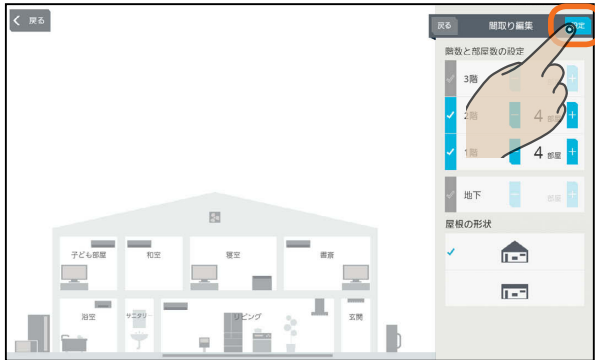 戻る
戻る 間取り編集 設定
階数と部屋数の設定
3階
2階 - 4 部屋 +
1階 - 4 部屋 +
地下 - 部屋 +
屋根の形状
子ども部屋 和室 寝室 書斎
浴室 サニタリー リビング 玄関